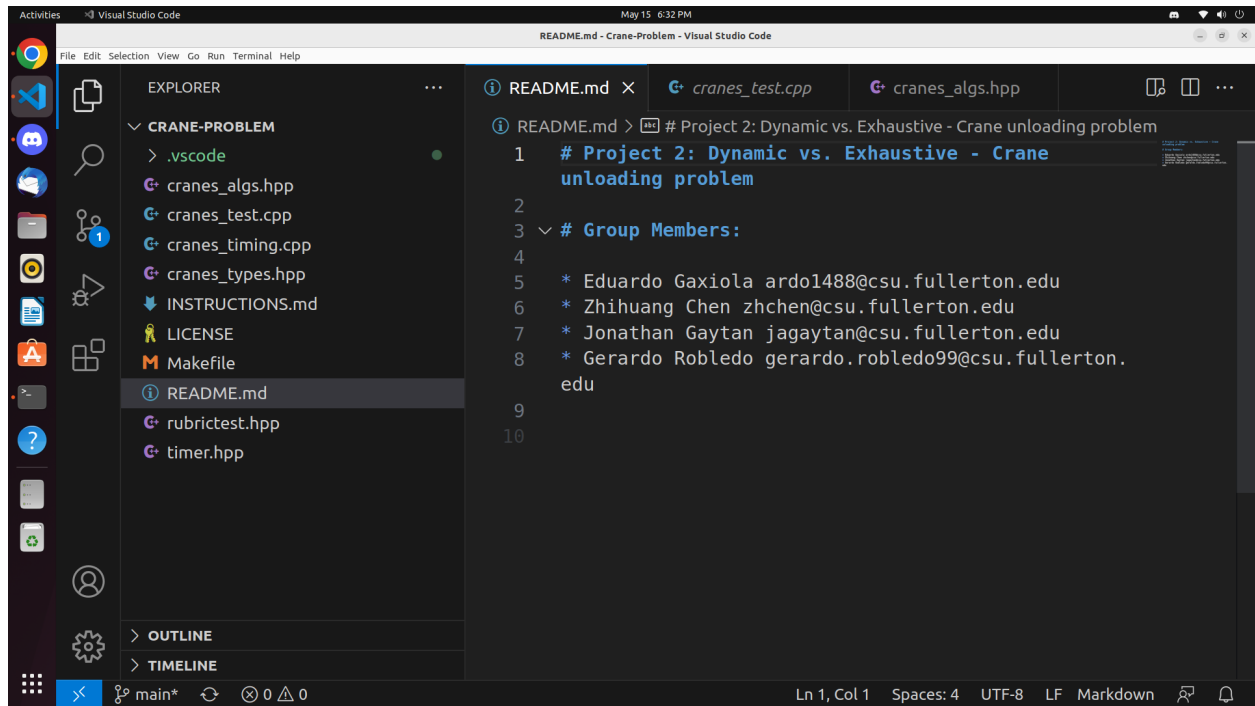 Activities
Visual Studio Code
May 15 6:32 PM
README.md - Crane-Problem - Visual Studio Code
File Edit Selection View Go Run Terminal Help
EXPLORER
CRANE-PROBLEM
.vscode
cranes_algs.hpp
cranes_test.cpp
cranes_timing.cpp
cranes_types.hpp
INSTRUCTIONS.md
LICENSE
Makefile
README.md
rubrictest.hpp
timer.hpp
OUTLINE
TIMELINE
1
README.md
cranes_test.cpp
cranes_algs.hpp
README.md > # Project 2: Dynamic vs. Exhaustive - Crane unloading problem
1 # Project 2: Dynamic vs. Exhaustive - Crane
unloading problem
2
3 # Group Members:
4
5 * Eduardo Gaxiola ardo1488@csu.fullerton.edu
6 * Zhihuang Chen zhchen@csu.fullerton.edu
7 * Jonathan Gaytan jagaytan@csu.fullerton.edu
8 * Gerardo Robledo gerardo.robledo99@csu.fullerton.
edu
9
10
main* 0 0
Ln 1, Col 1 Spaces: 4 UTF-8 LF Markdown